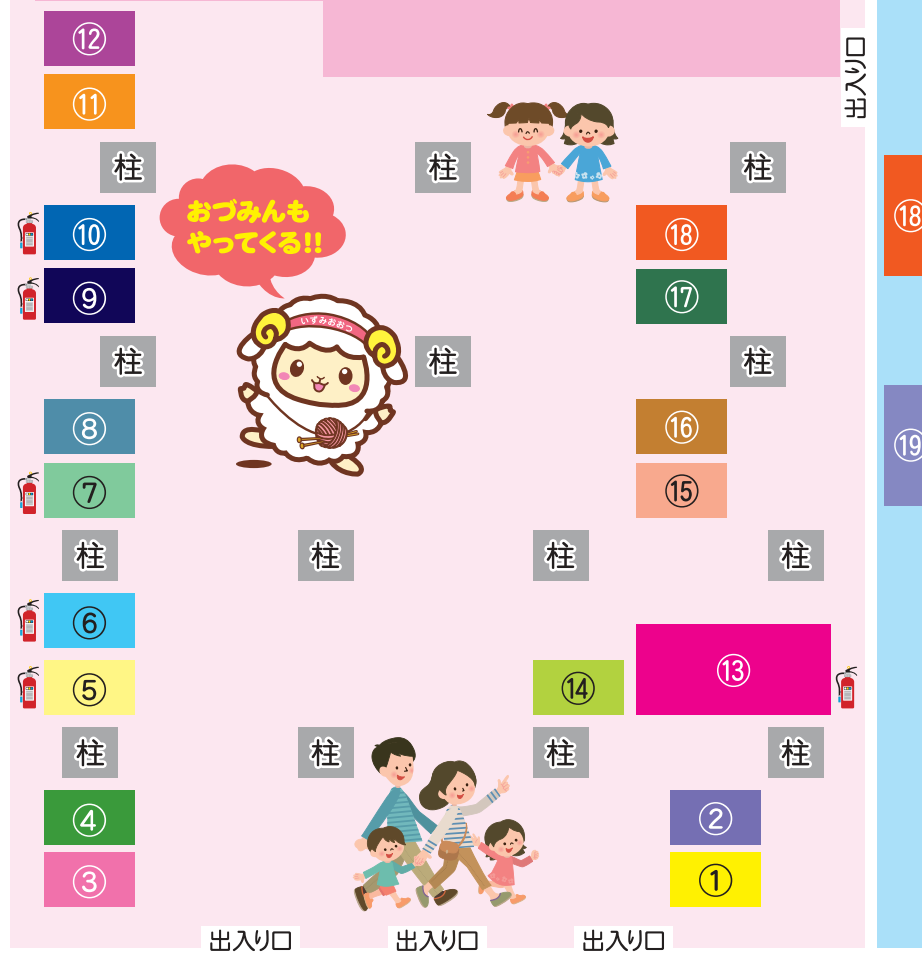 ⑫
出入り口
⑪
柱
柱
柱
おづみんも
やってくる!!
⑩
⑱
⑱
⑨
⑰
いずみおおつ
柱
柱
柱
⑧
⑯
⑲
⑦
⑮
柱
柱
柱
柱
⑥
⑬
⑤
⑭
柱
柱
柱
柱
④
②
③
①
出入り口
出入り口
出入り口